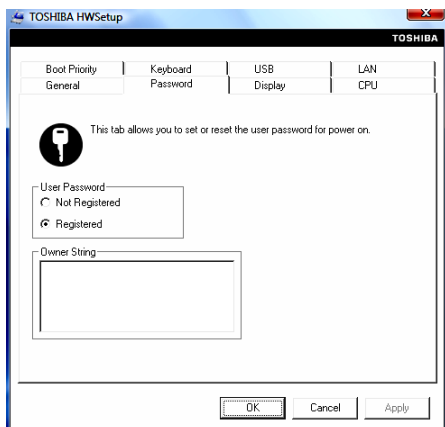 TOSHIBA HWSetup
TOSHIBA
Boot Priority Keyboard USB LAN
General Password Display CPU
This tab allows you to set or reset the user password for power on.
User Password
Not Registered
Registered
Owner String
OK Cancel Apply